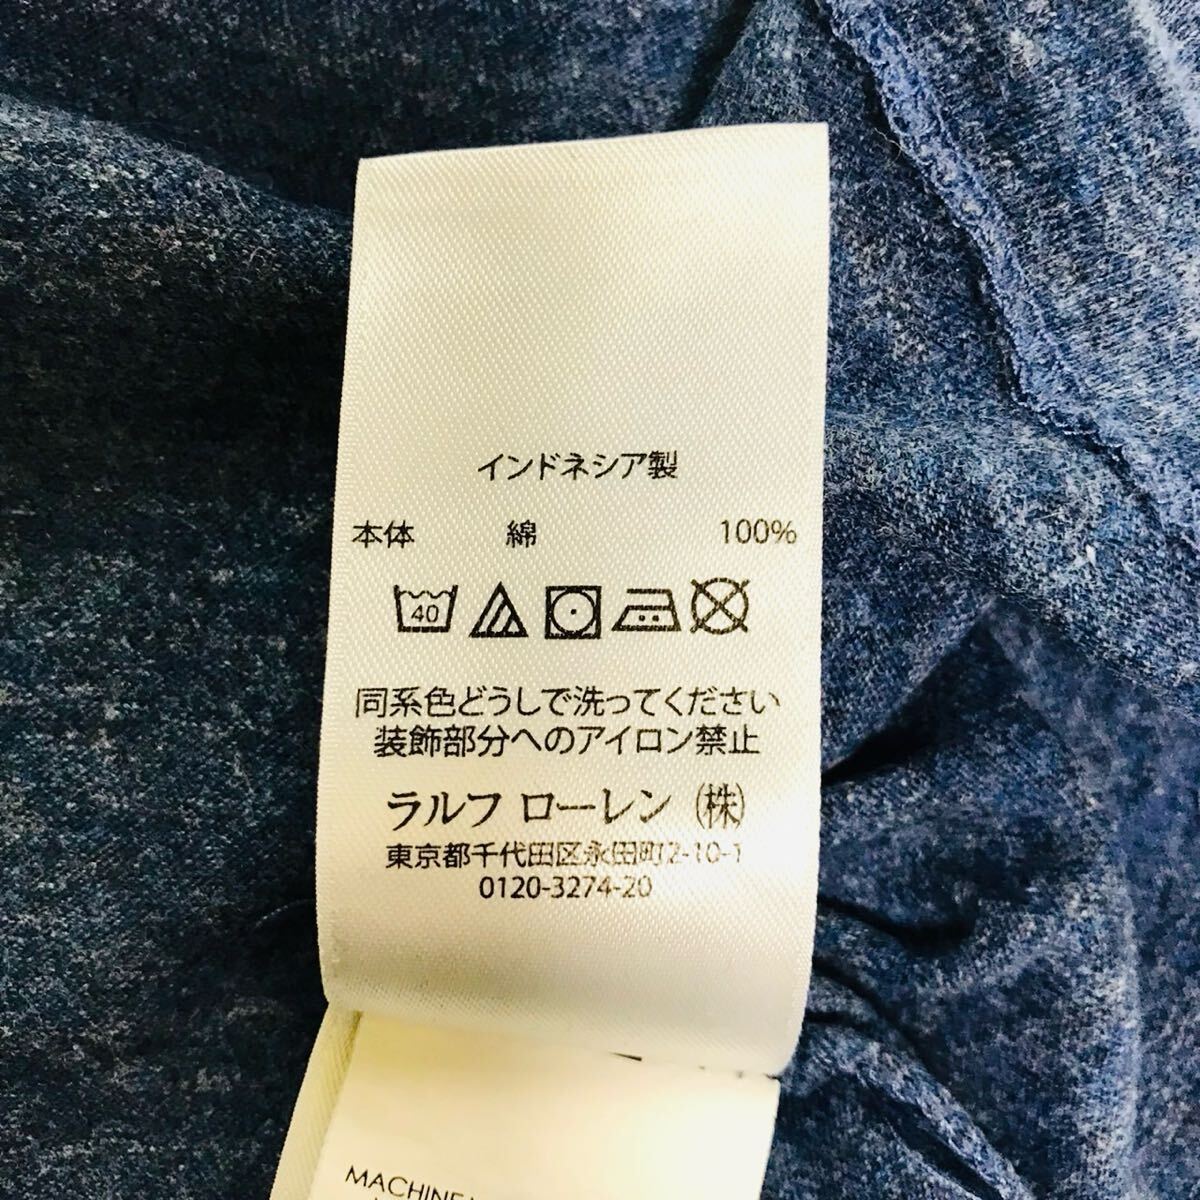 インドネシア製
本体 綿 100%
40
同系色どうしで洗ってください
装飾部分へのアイロン禁止
ラルフ ローレン (株)
東京都千代田区永田町2-10-1
0120-3274-20
MACHINE